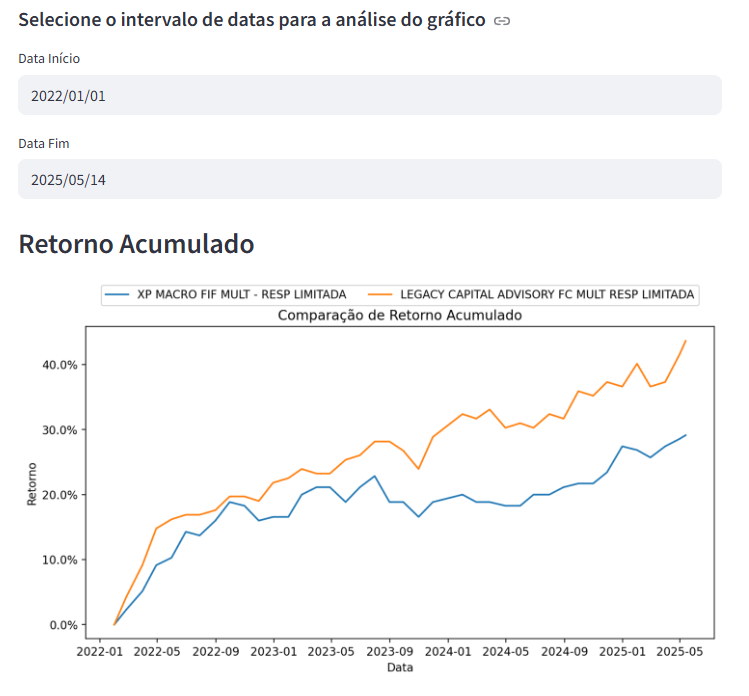 Selecione o intervalo de datas para a análise do gráfico
Data Início
2022/01/01
Data Fim
2025/05/14
Retorno Acumulado
XP MACRO FIF MULT - RESP LIMITADA
LEGACY CAPITAL ADVISORY FC MULT RESP LIMITADA
Comparação de Retorno Acumulado
40.0%
30.0%
20.0%
10.0%
0.0%
Retorno
2022-01 2022-05 2022-09 2023-01 2023-05 2023-09 2024-01 2024-05 2024-09 2025-01 2025-05
Data